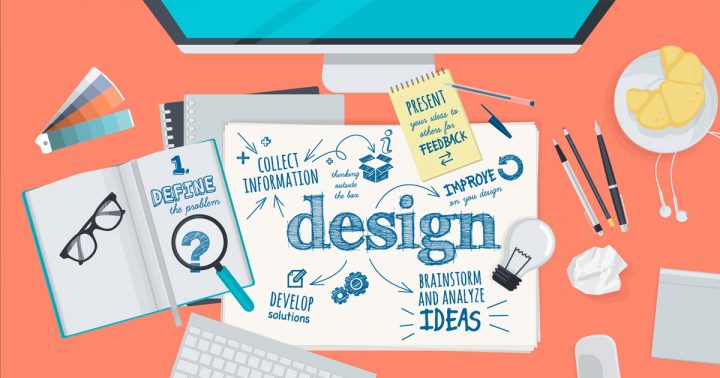 1.
DEFINE
the problem
?
COLLECT
INFORMATION
i
thinking
outside
the box
PRESENT
your ideas to
others for
FEEDBACK
IMPROVE
on you design
design
DEVELOP
solutions
BRAINSTORM
AND ANALYZE
IDEAS